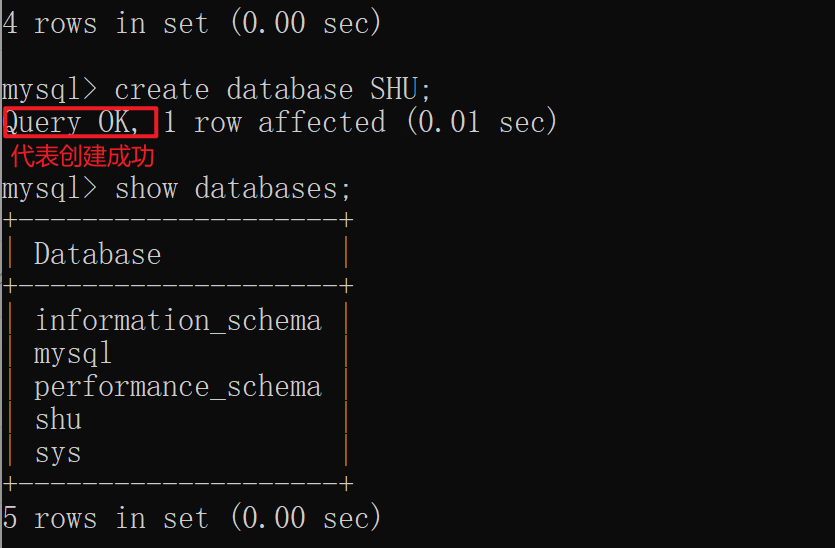 4 rows in set (0.00 sec)
mysql> create database SHU;
Query OK, 1 row affected (0.01 sec)
代表创建成功
mysql> show databases;
+--------------------+
| Database           |
+--------------------+
| information_schema |
| mysql              |
| performance_schema |
| shu                |
| sys                |
+--------------------+
5 rows in set (0.00 sec)